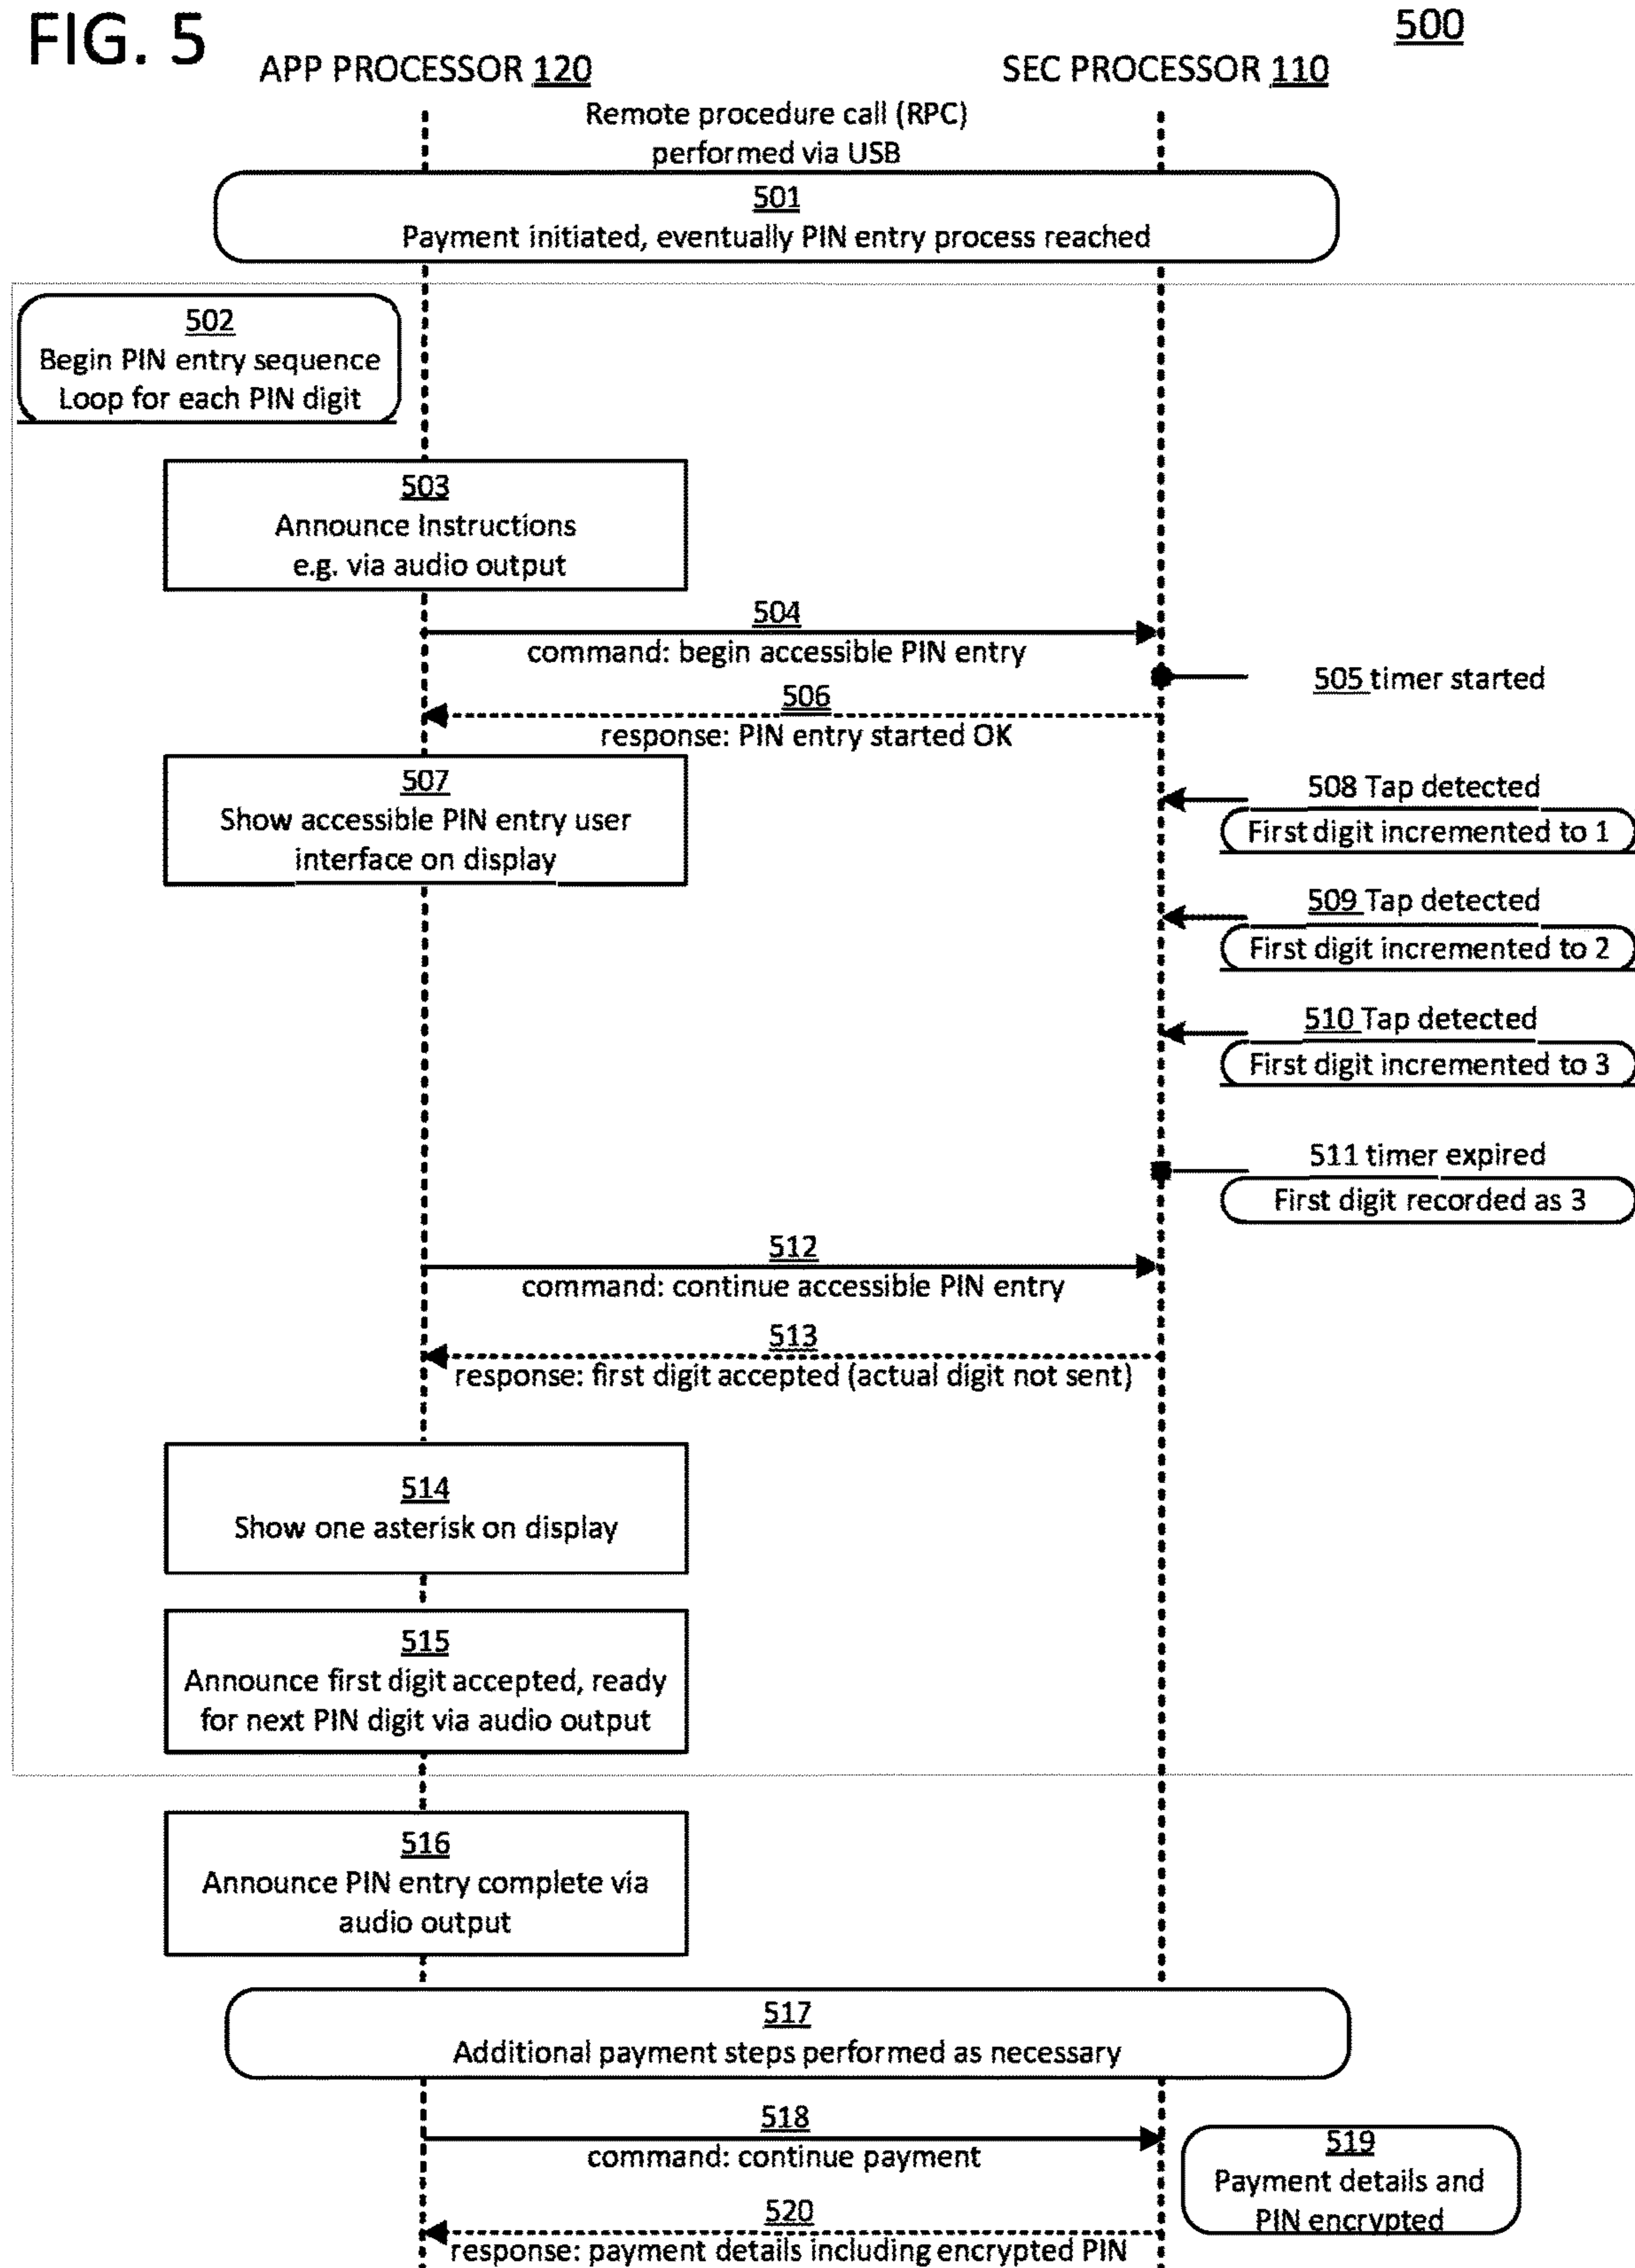 FIG. 5
500
APP PROCESSOR 120
SEC PROCESSOR 110
Remote procedure call (RPC)
performed via USB
501
Payment initiated, eventually PIN entry process reached
502
Begin PIN entry sequence
Loop for each PIN digit
503
Announce Instructions
e.g. via audio output
504
command: begin accessible PIN entry
505 timer started
506
response: PIN entry started OK
507
Show accessible PIN entry user
interface on display
508 Tap detected
First digit incremented to 1
509 Tap detected
First digit incremented to 2
510 Tap detected
First digit incremented to 3
511 timer expired
First digit recorded as 3
512
command: continue accessible PIN entry
513
response: first digit accepted (actual digit not sent)
514
Show one asterisk on display
515
Announce first digit accepted, ready
for next PIN digit via audio output
516
Announce PIN entry complete via
audio output
517
Additional payment steps performed as necessary
518
command: continue payment
519
Payment details and
PIN encrypted
520
response: payment details including encrypted PIN